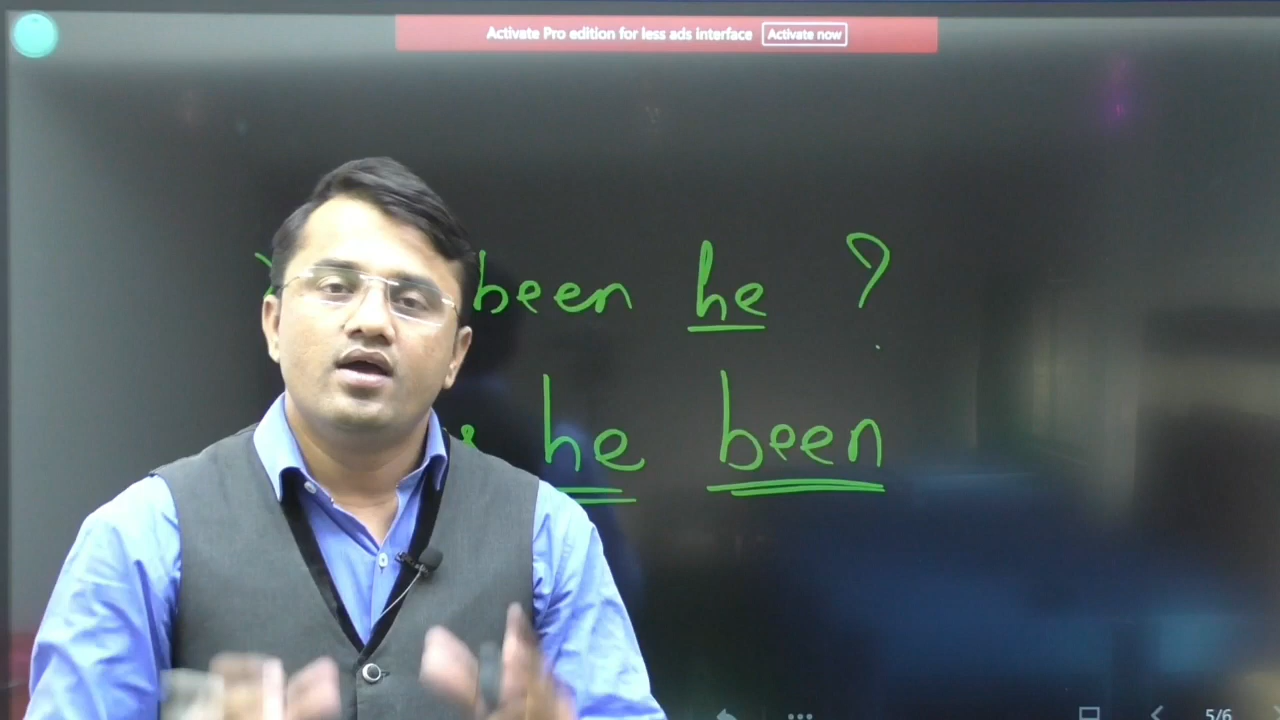 Activate Pro edition for less ads interface Activate now
been he ?
he been
5/6